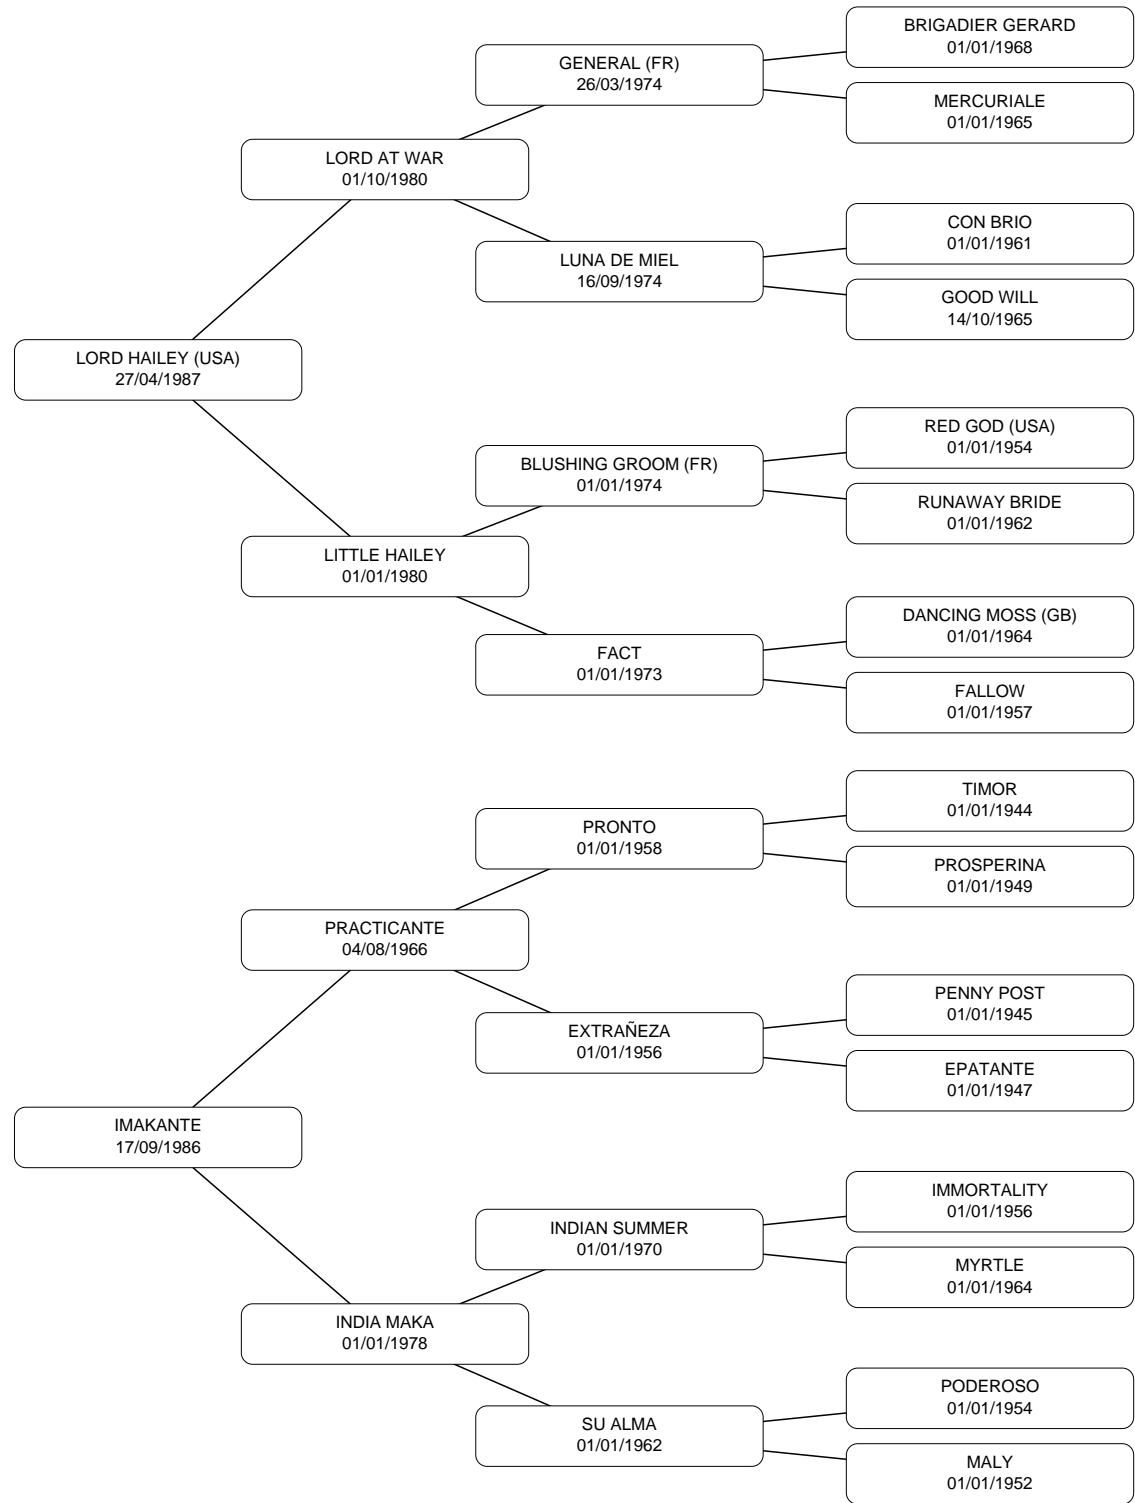 BRIGADIER GERARD
01/01/1968
GENERAL (FR)
26/03/1974
MERCURIALE
01/01/1965
LORD AT WAR
01/10/1980
CON BRIO
01/01/1961
LUNA DE MIEL
16/09/1974
GOOD WILL
14/10/1965
LORD HAILEY (USA)
27/04/1987
RED GOD (USA)
01/01/1954
BLUSHING GROOM (FR)
01/01/1974
RUNAWAY BRIDE
01/01/1962
LITTLE HAILEY
01/01/1980
DANCING MOSS (GB)
01/01/1964
FACT
01/01/1973
FALLOW
01/01/1957
TIMOR
01/01/1944
PRONTO
01/01/1958
PROSPERINA
01/01/1949
PRACTICANTE
04/08/1966
PENNY POST
01/01/1945
EXTRAÑEZA
01/01/1956
EPATANTE
01/01/1947
IMAKANTE
17/09/1986
IMMORTALITY
01/01/1956
INDIAN SUMMER
01/01/1970
MYRTLE
01/01/1964
INDIA MAKA
01/01/1978
PODEROSO
01/01/1954
SU ALMA
01/01/1962
MALY
01/01/1952